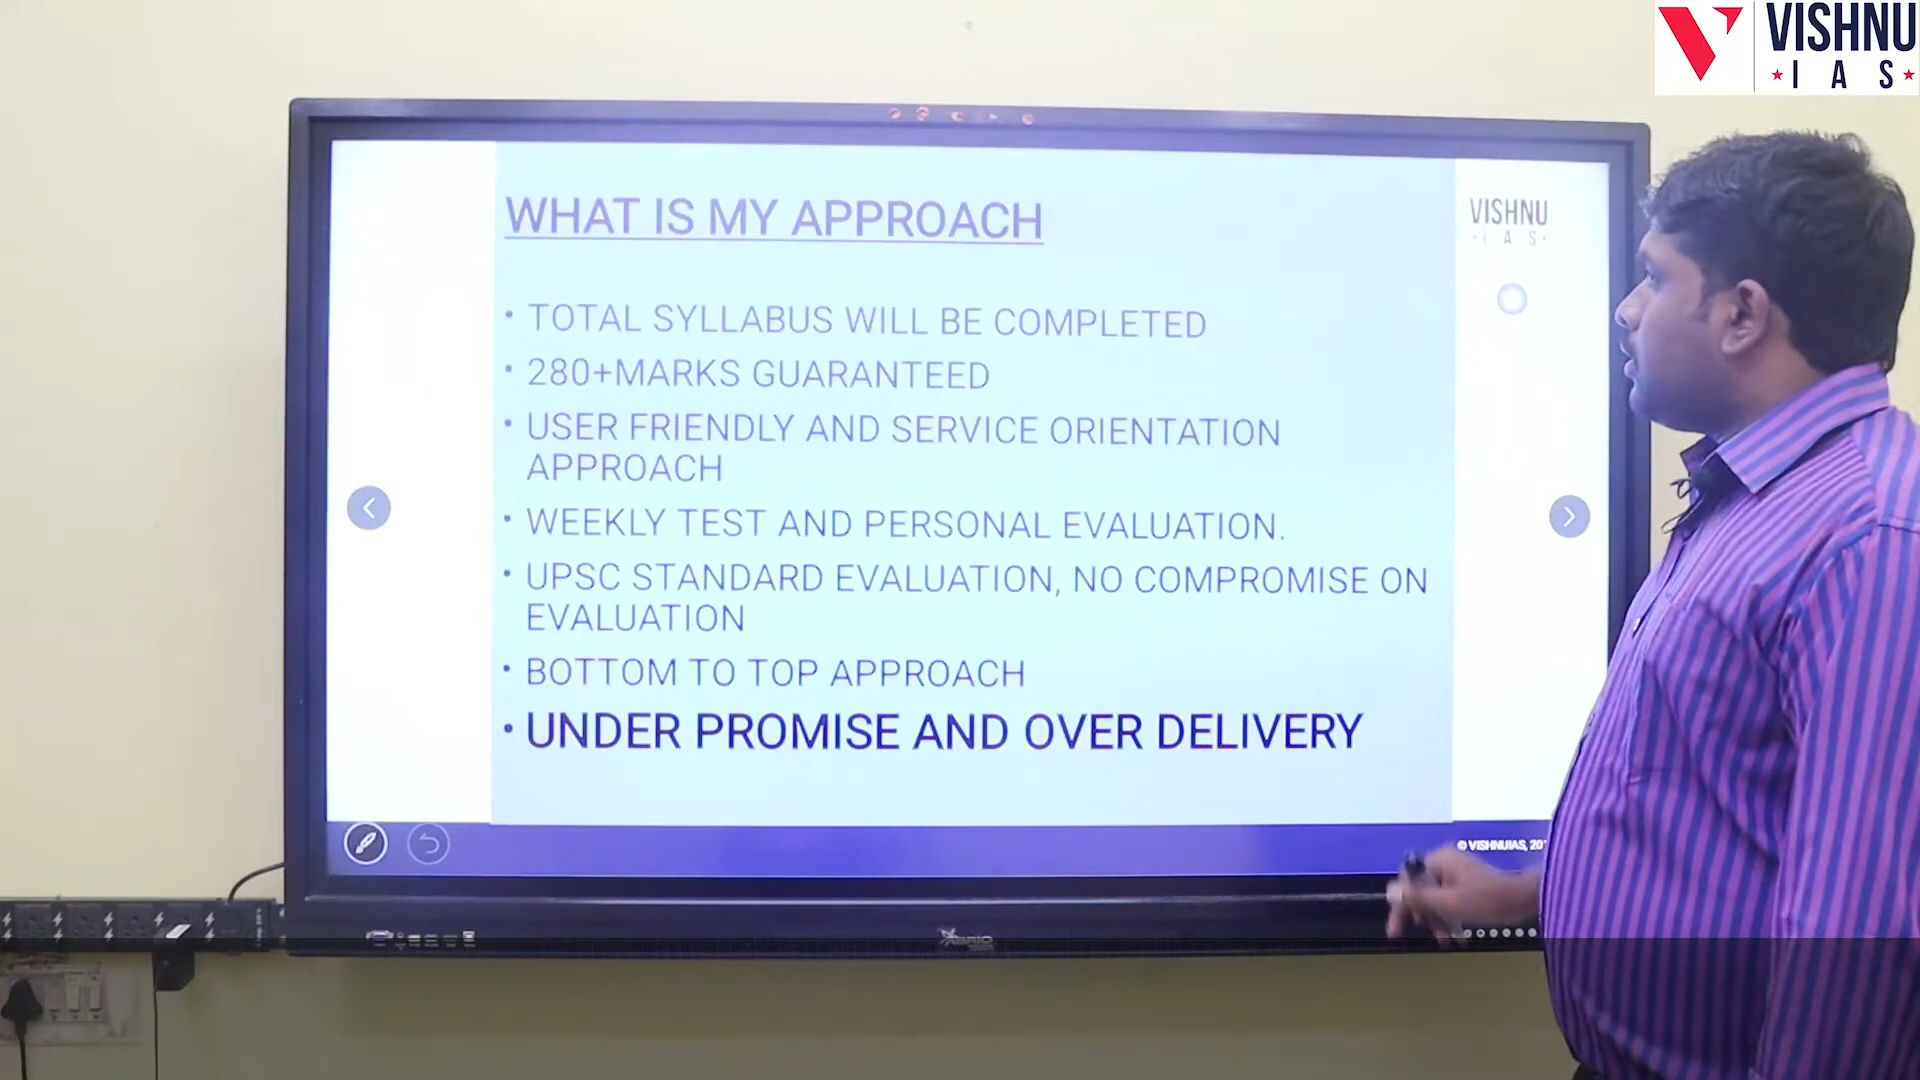 VISHNU
I A S
WHAT IS MY APPROACH
VISHNU
I A S
• TOTAL SYLLABUS WILL BE COMPLETED
• 280+MARKS GUARANTEED
• USER FRIENDLY AND SERVICE ORIENTATION
APPROACH
• WEEKLY TEST AND PERSONAL EVALUATION.
• UPSC STANDARD EVALUATION, NO COMPROMISE ON
EVALUATION
• BOTTOM TO TOP APPROACH
• UNDER PROMISE AND OVER DELIVERY
© VISHNUIAS, 201